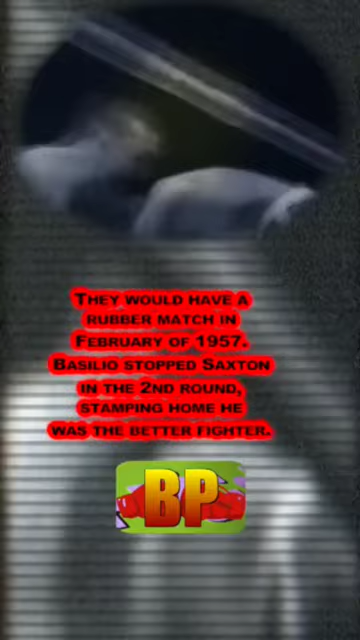 They would have a
rubber match in
February of 1957.
Basilio stopped Saxton
in the 2nd round,
stamping home he
was the better fighter.
BP